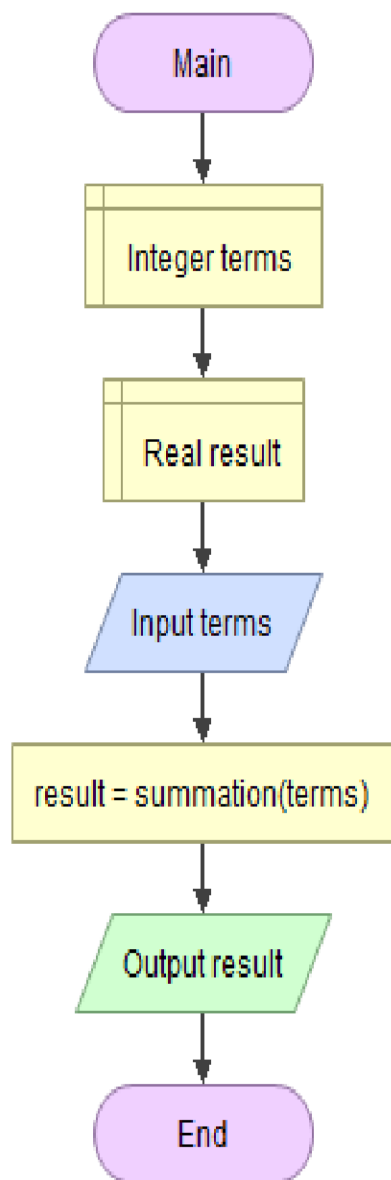 Main
Integer terms
Real result
Input terms
result = summation(terms)
Output result
End